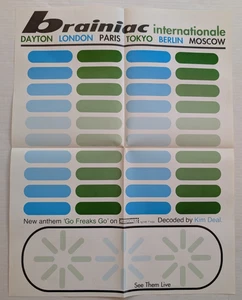 brainiac internationale
DAYTON LONDON PARIS TOKYO BERLIN MOSCOW
New anthem 'Go Freaks Go' on Decoded by Kim Deal
See Them Live